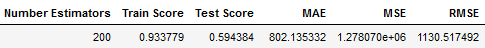 Number Estimators Train Score Test Score MAE MSE RMSE
200 0.933779 0.594384 802.135332 1.278070e+06 1130.517492